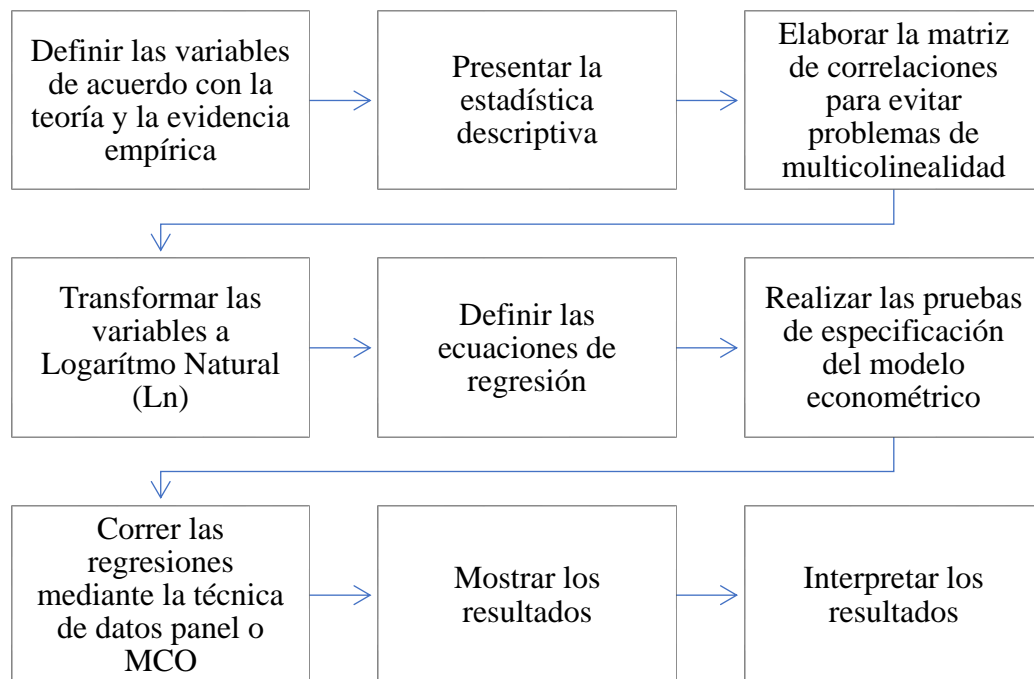 Definir las variables
de acuerdo con la
teoría y la evidencia
empírica
Presentar la
estadística
descriptiva
Elaborar la matriz
de correlaciones
para evitar
problemas de
multicolinealidad
Transformar las
variables a
Logarítmo Natural
(Ln)
Definir las
ecuaciones de
regresión
Realizar las pruebas
de especificación
del modelo
econométrico
Correr las
regresiones
mediante la técnica
de datos panel o
MCO
Mostrar los
resultados
Interpretar los
resultados